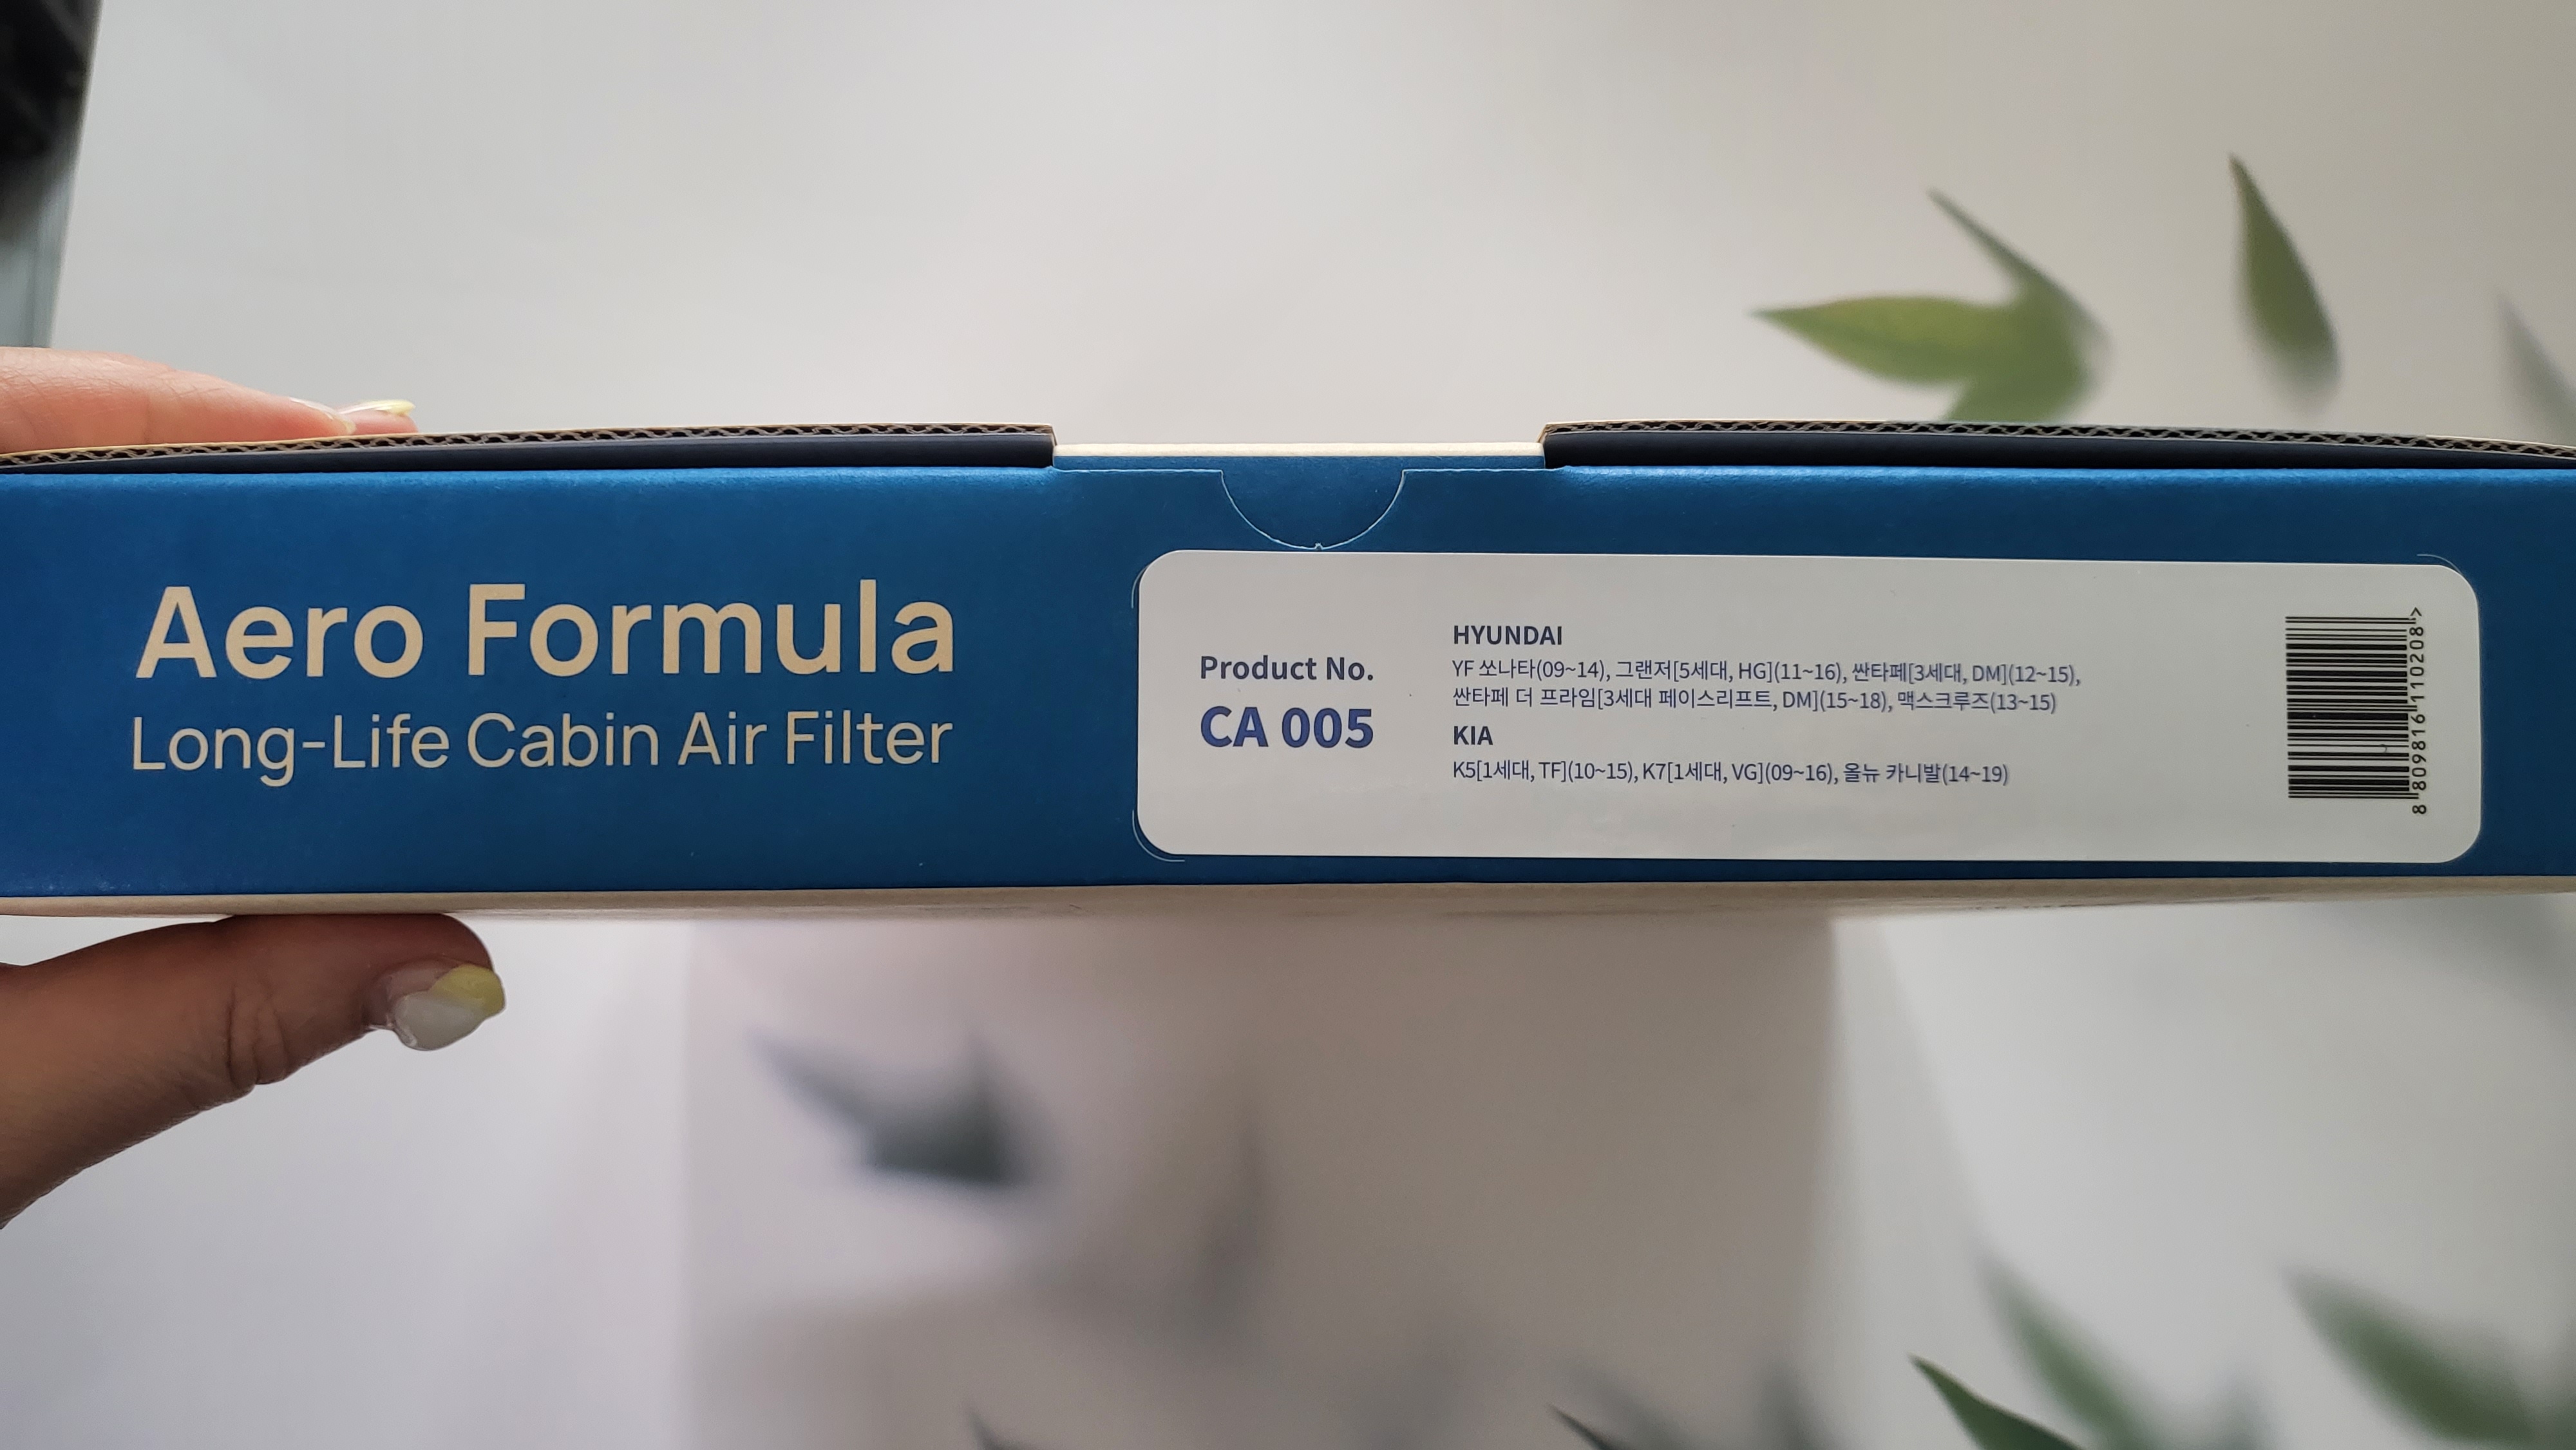 Aero Formula
Long-Life Cabin Air Filter
Product No.
CA 005
HYUNDAI
YF 쏘나타(09~14), 그랜저[5세대, HG](11~16), 싼타페[3세대, DM](12~15),
싼타페 더 프라임[3세대 페이스리프트, DM](15~18), 맥스크루즈(13~15)
KIA
K5[1세대, TF](10~15), K7[1세대, VG](09~16), 올뉴 카니발(14~19)
8 809816 110208 >